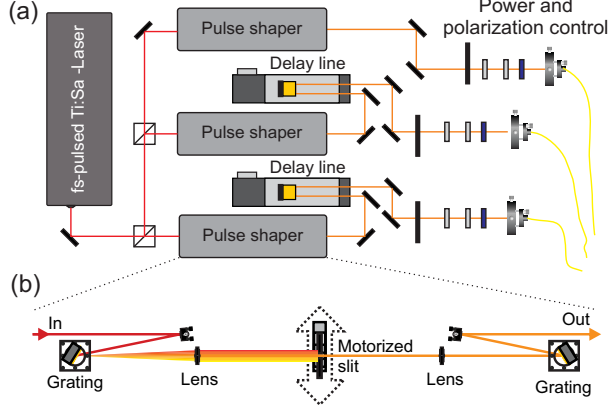 (a)
Pulse shaper
Power and
polarization control
fs-pulsed Ti:Sa -Laser
Delay line
Pulse shaper
Delay line
Pulse shaper
(b)
In
Out
Motorized
slit
Grating
Lens
Lens
Grating